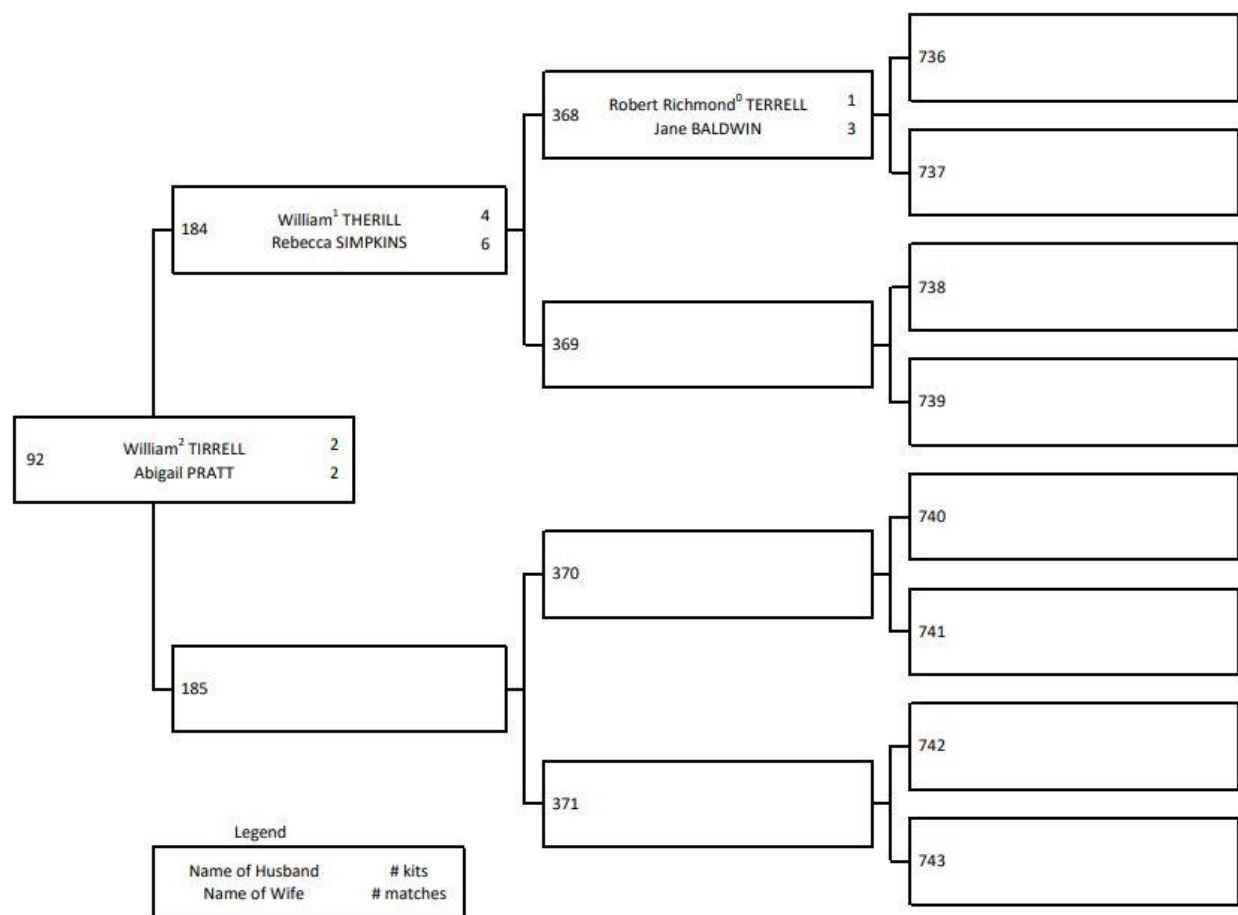 736
368 Robert Richmond⁰ TERRELL 1
Jane BALDWIN 3
737
184 William¹ THERILL 4
Rebecca SIMPKINS 6
738
369
739
92 William² TIRRELL 2
Abigail PRATT 2
740
370
741
185
742
371
743
Legend
Name of Husband # kits
Name of Wife # matches